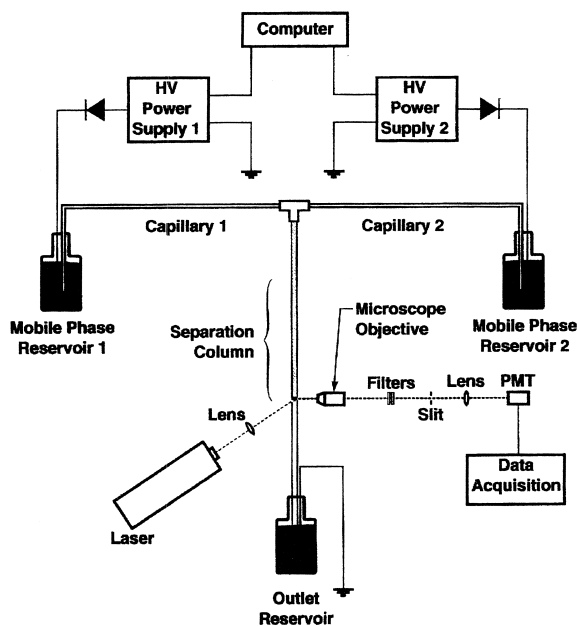 Computer
HV
Power
Supply 1
HV
Power
Supply 2
Capillary 1
Capillary 2
Mobile Phase
Reservoir 1
Mobile Phase
Reservoir 2
Separation
Column
Microscope
Objective
Filters
Slit
Lens
PMT
Lens
Laser
Data
Acquisition
Outlet
Reservoir